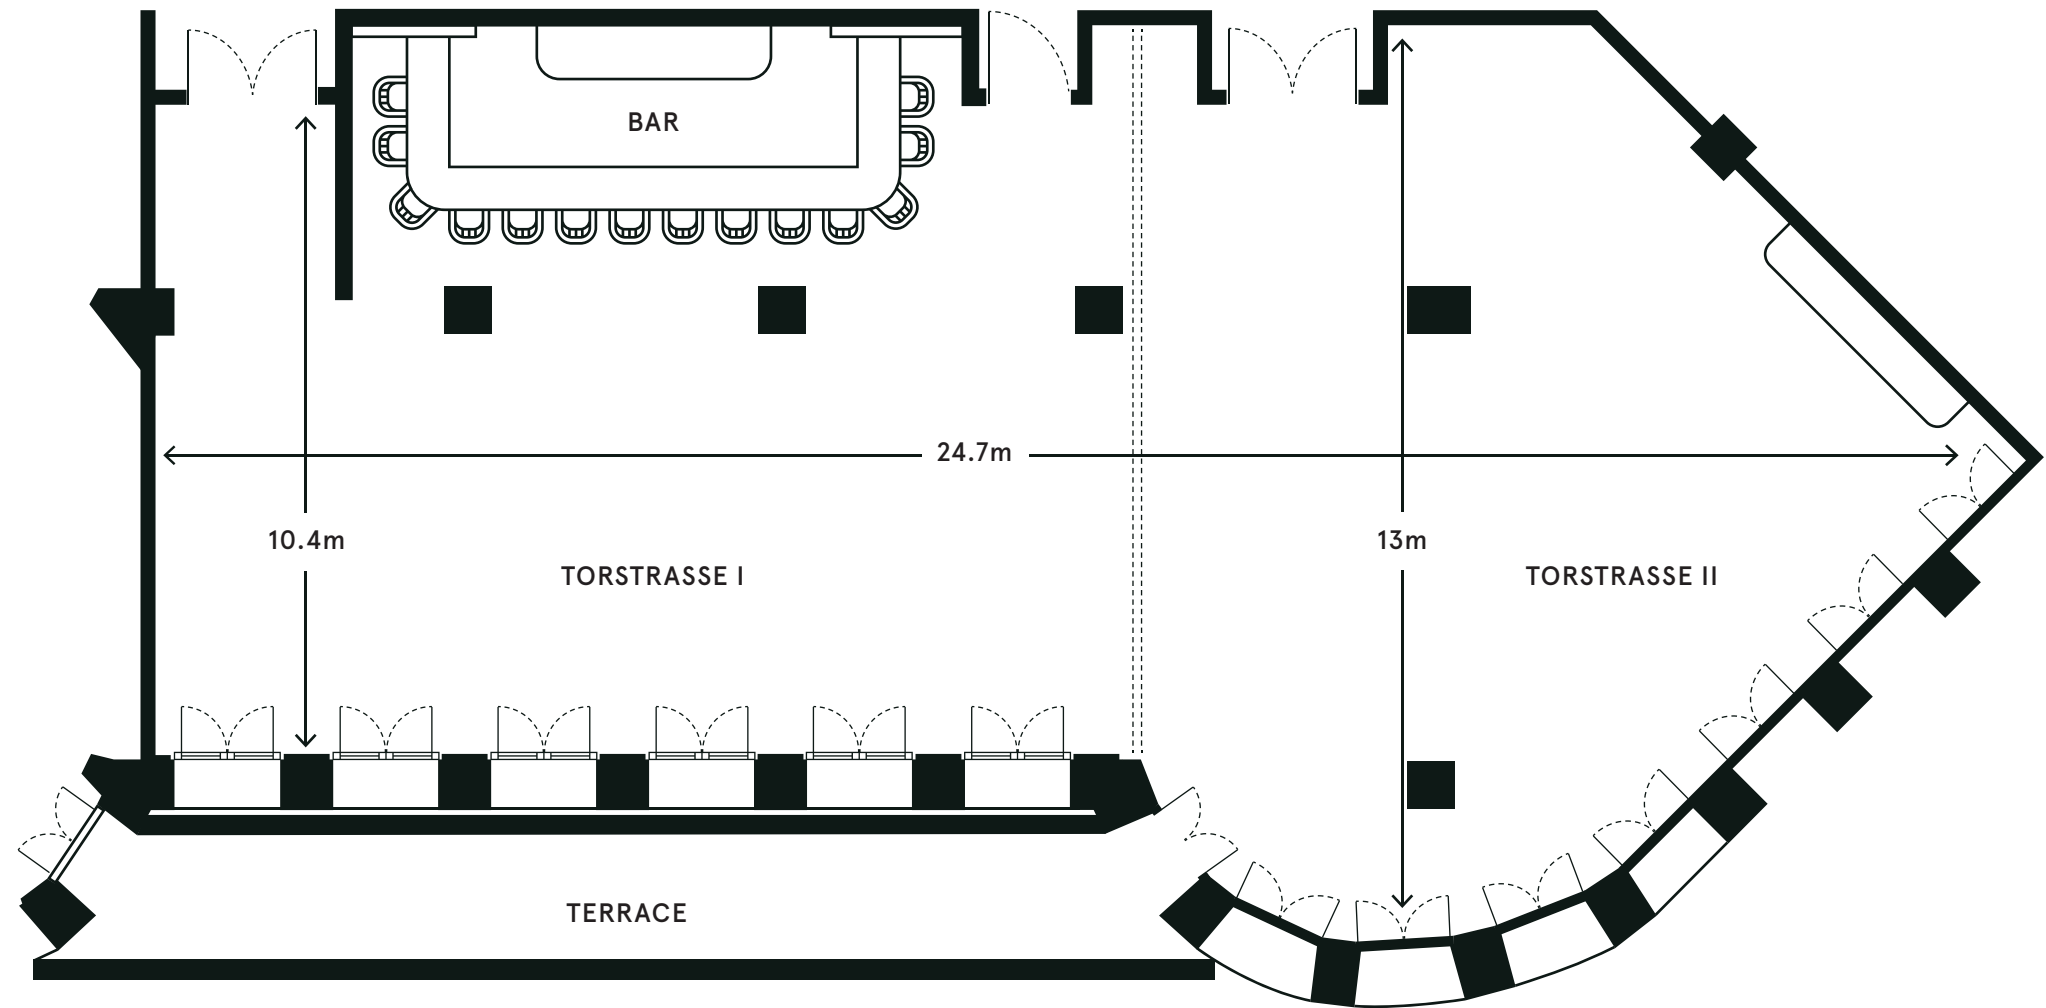 BAR
24.7m
10.4m
13m
TORSTRASSE I
TORSTRASSE II
TERRACE